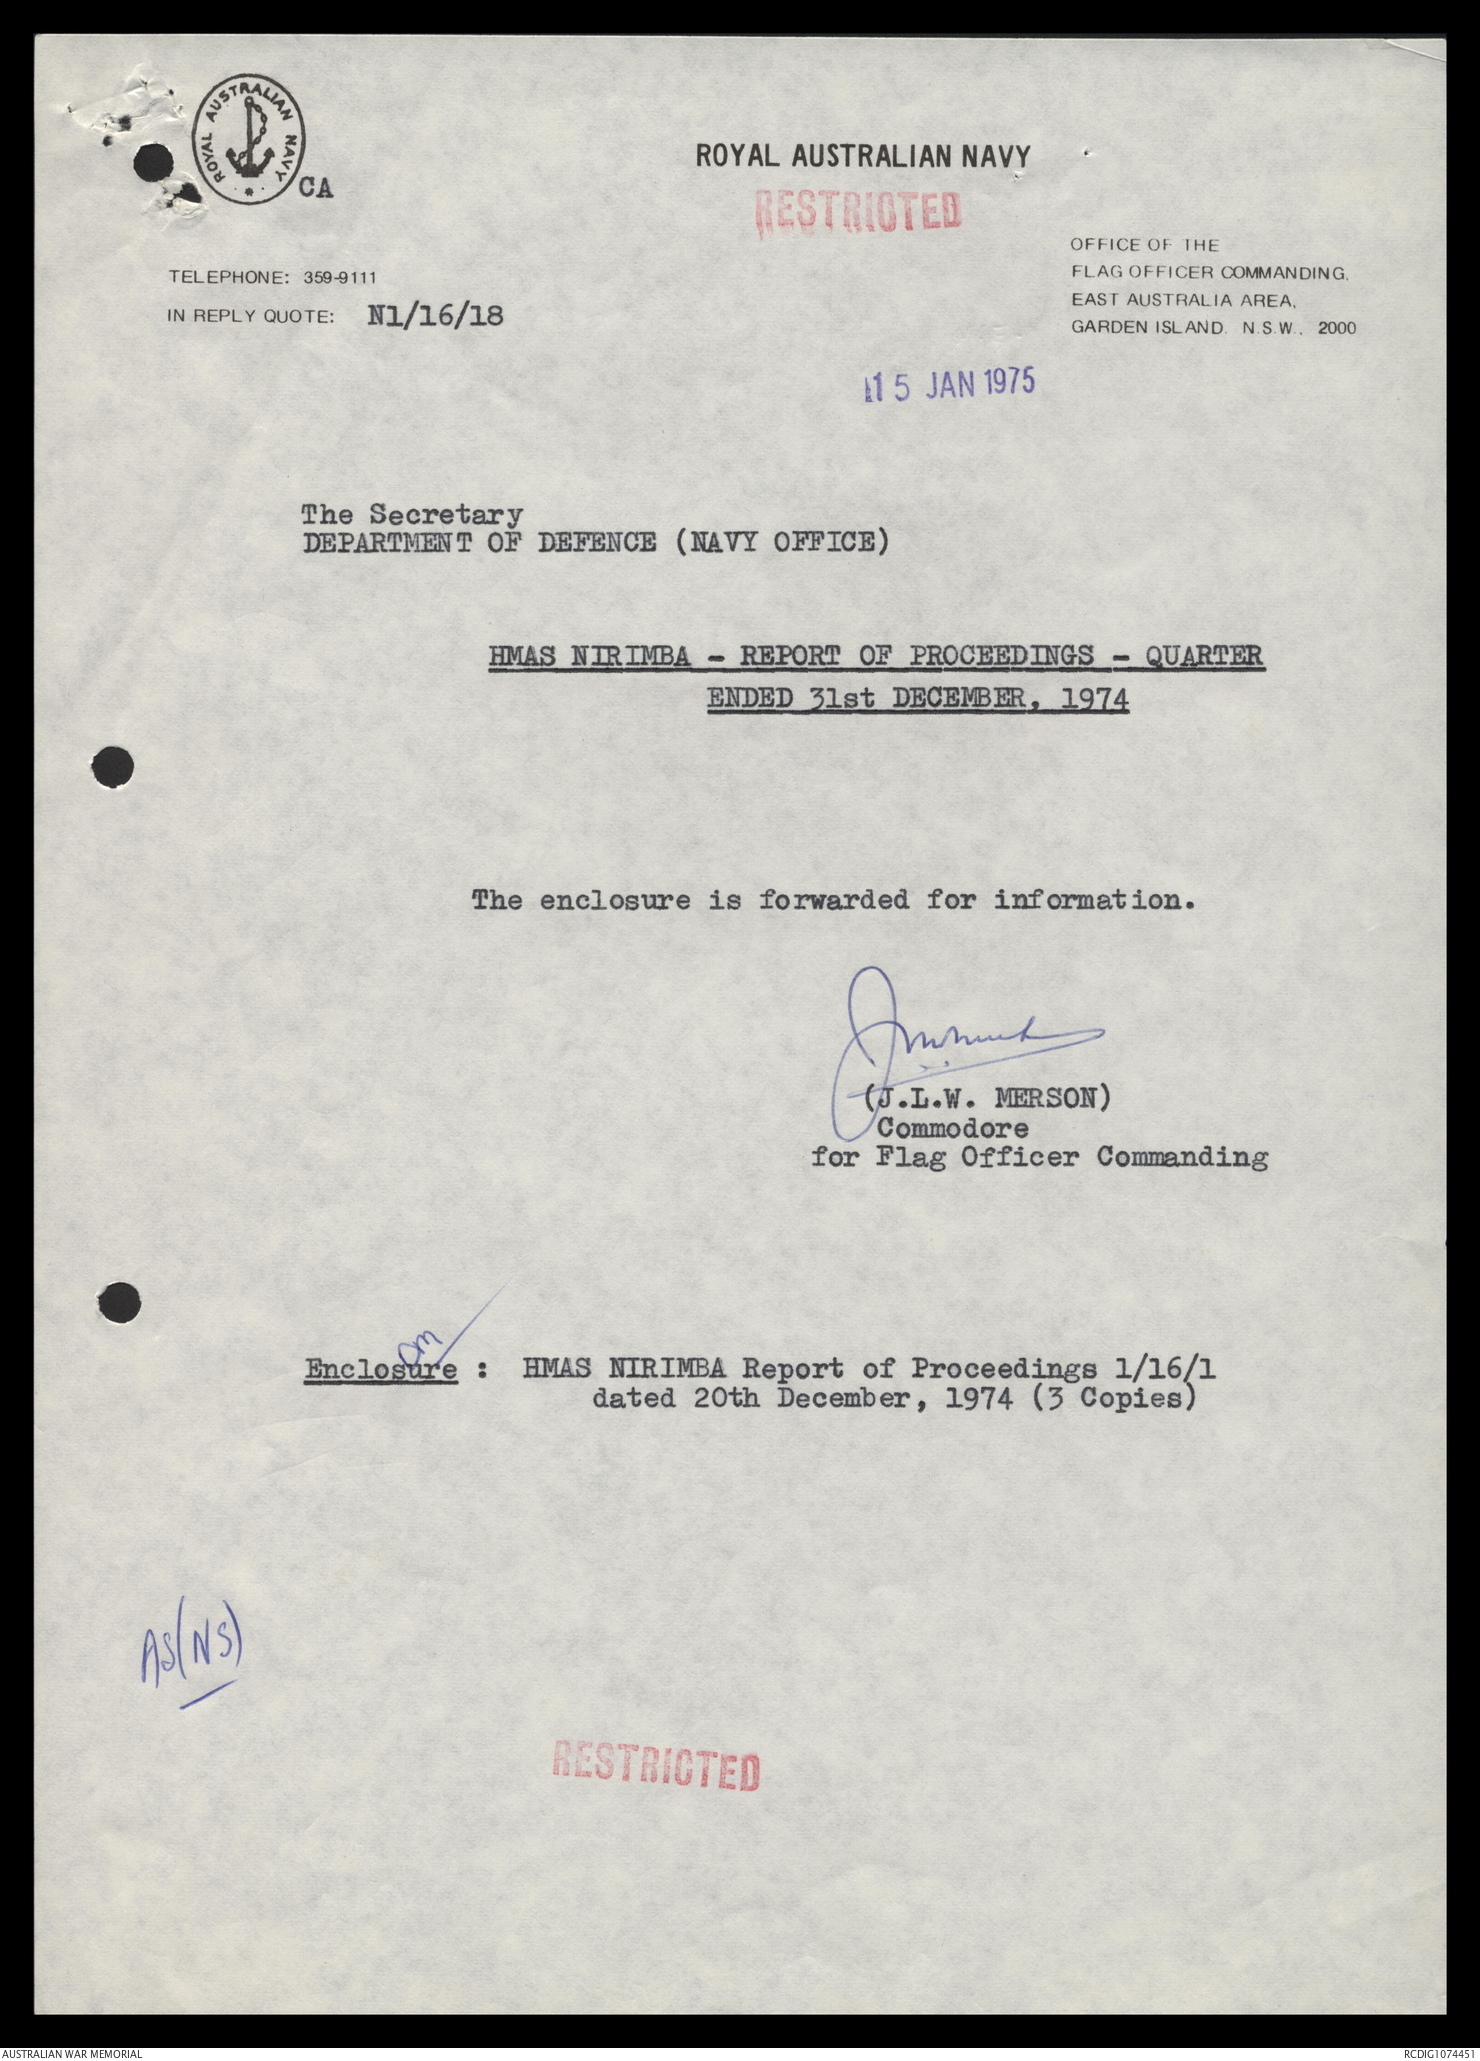 ROYAL AUSTRALIAN NAVY
CA
ROYAL AUSTRALIAN NAVY
RESTRICTED
OFFICE OF THE
FLAG OFFICER COMMANDING,
EAST AUSTRALIA AREA,
GARDEN ISLAND. N.S.W., 2000
TELEPHONE: 359-9111
IN REPLY QUOTE: N1/16/18
15 JAN 1975
The Secretary
DEPARTMENT OF DEFENCE (NAVY OFFICE)
HMAS NIRIMBA - REPORT OF PROCEEDINGS - QUARTER
ENDED 31st DECEMBER, 1974
The enclosure is forwarded for information.
(J.L.W. MERSON)
Commodore
for Flag Officer Commanding
Enclosure : HMAS NIRIMBA Report of Proceedings 1/16/1
dated 20th December, 1974 (3 Copies)
AS(NS)
RESTRICTED
AUSTRALIAN WAR MEMORIAL
RCDIG1074451